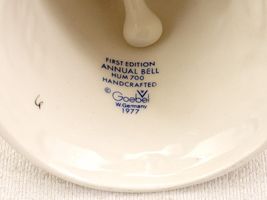 FIRST EDITION
ANNUAL BELL
HUM 700
HANDCRAFTED
© Goebel
W. Germany
1977